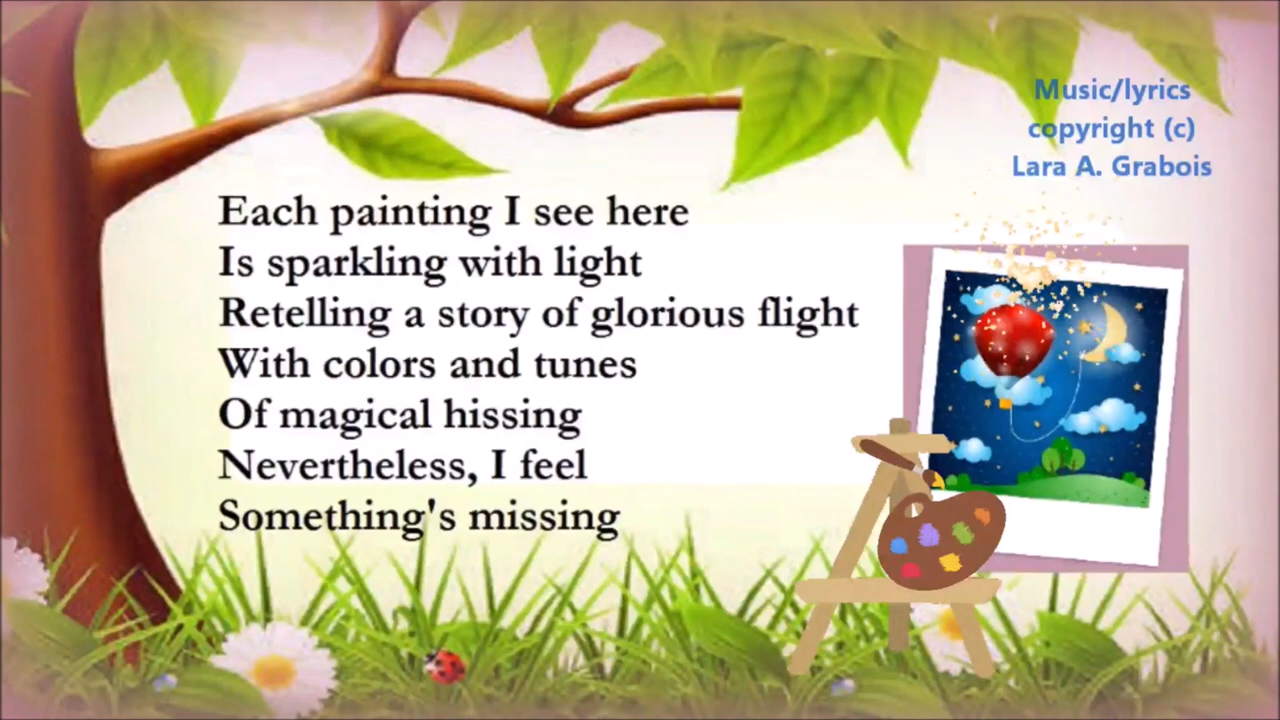 Music/lyrics
copyright (c)
Lara A. Grabois
Each painting I see here
Is sparkling with light
Retelling a story of glorious flight
With colors and tunes
Of magical hissing
Nevertheless, I feel
Something's missing